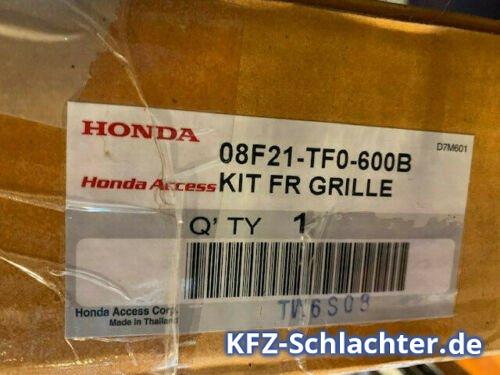 HONDA
08F21-TF0-600B
D7M601
Honda Access
KIT FR GRILLE
Q'TY 1
Honda Access Corp.
Made in Thailand
TW6S09
KFZ-Schlachter.de